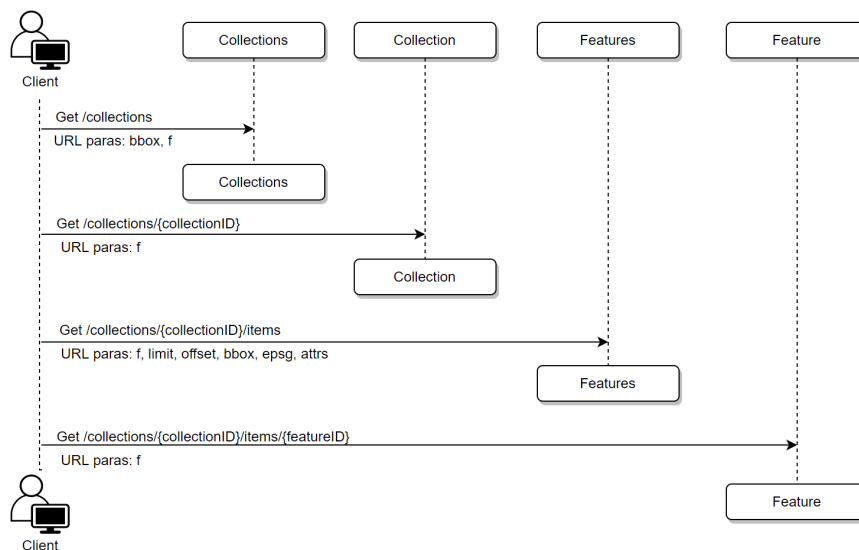 Collections
Collection
Features
Feature
Client
Get /collections
URL paras: bbox, f
Collections
Get /collections/{collectionID}
URL paras: f
Collection
Get /collections/{collectionID}/items
URL paras: f, limit, offset, bbox, epsg, attrs
Features
Get /collections/{collectionID}/items/{featureID}
URL paras: f
Feature
Client